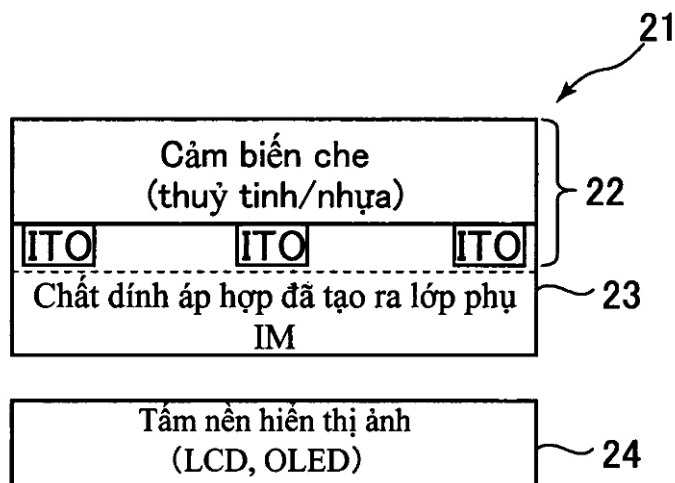 21
Cảm biến che
(thuỷ tinh/nhựa)
22
ITO ITO ITO
Chất dính áp hợp đã tạo ra lớp phụ
IM
23
Tấm nền hiển thị ảnh
(LCD, OLED)
24